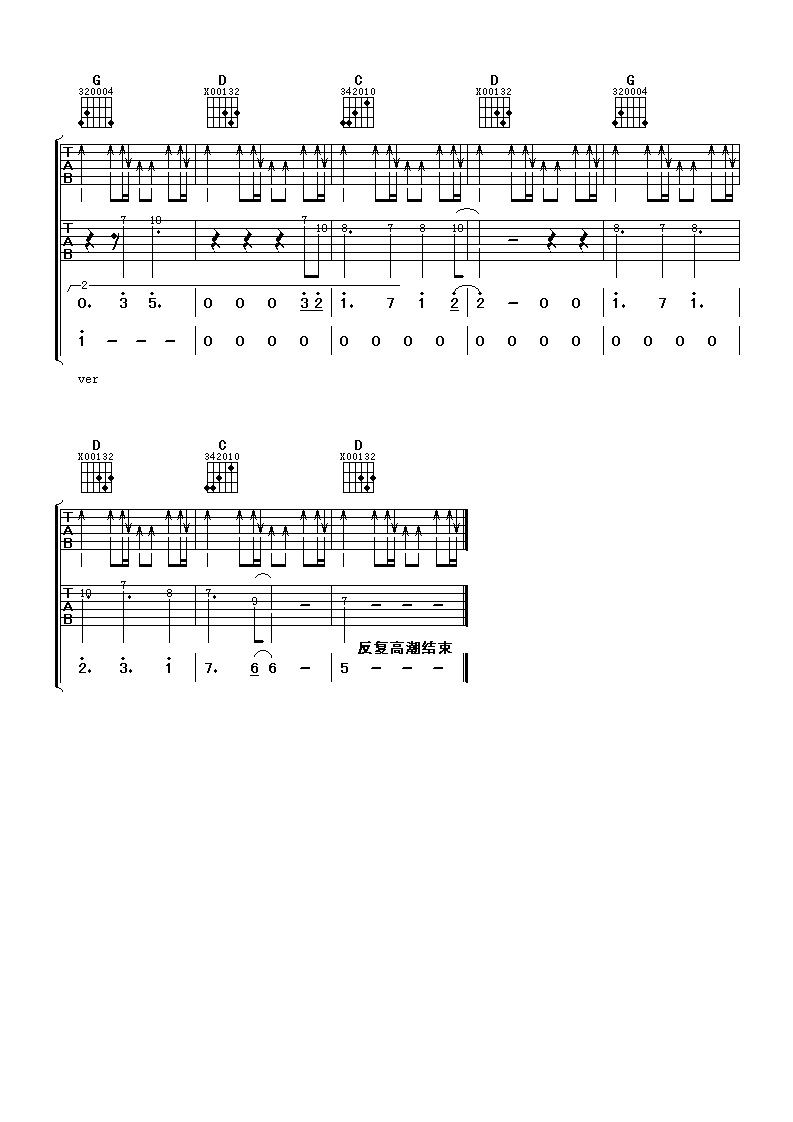 G D C D G
320004 X00132 342010 X00132 320004
T
A
B
7 10 7 10 8 7 8 10 8 7 8
T
A
B
2
0. 3 5. 0 0 0 3 2 1. 7 1 2 2 – 0 0 1. 7 1.
1 – – – 0 0 0 0 0 0 0 0 0 0 0 0 0 0 0 0
ver
D C D
X00132 342010 X00132
T
A
B
10 7 8 7 9 7
T
A
B
反复高潮结束
2. 3. 1 7. 6 6 – 5 – – –